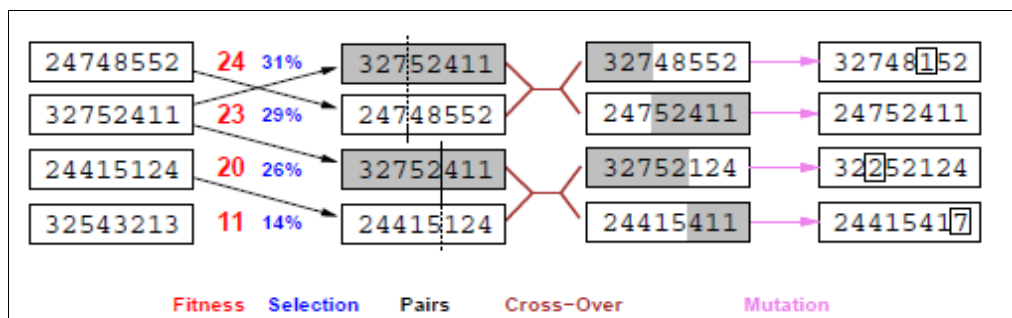 24748552 24 31% 32752411 32748552 32748152
32752411 23 29% 24748552 24752411 24752411
24415124 20 26% 32752411 32752124 32252124
32543213 11 14% 24415124 24415411 24415417
Fitness Selection Pairs Cross-Over Mutation